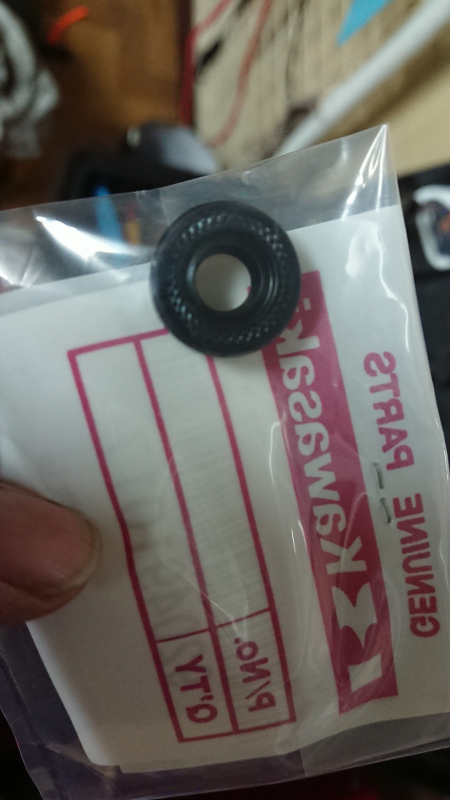 GENUINE PARTS
Kawasaki
P/No.
Q'TY